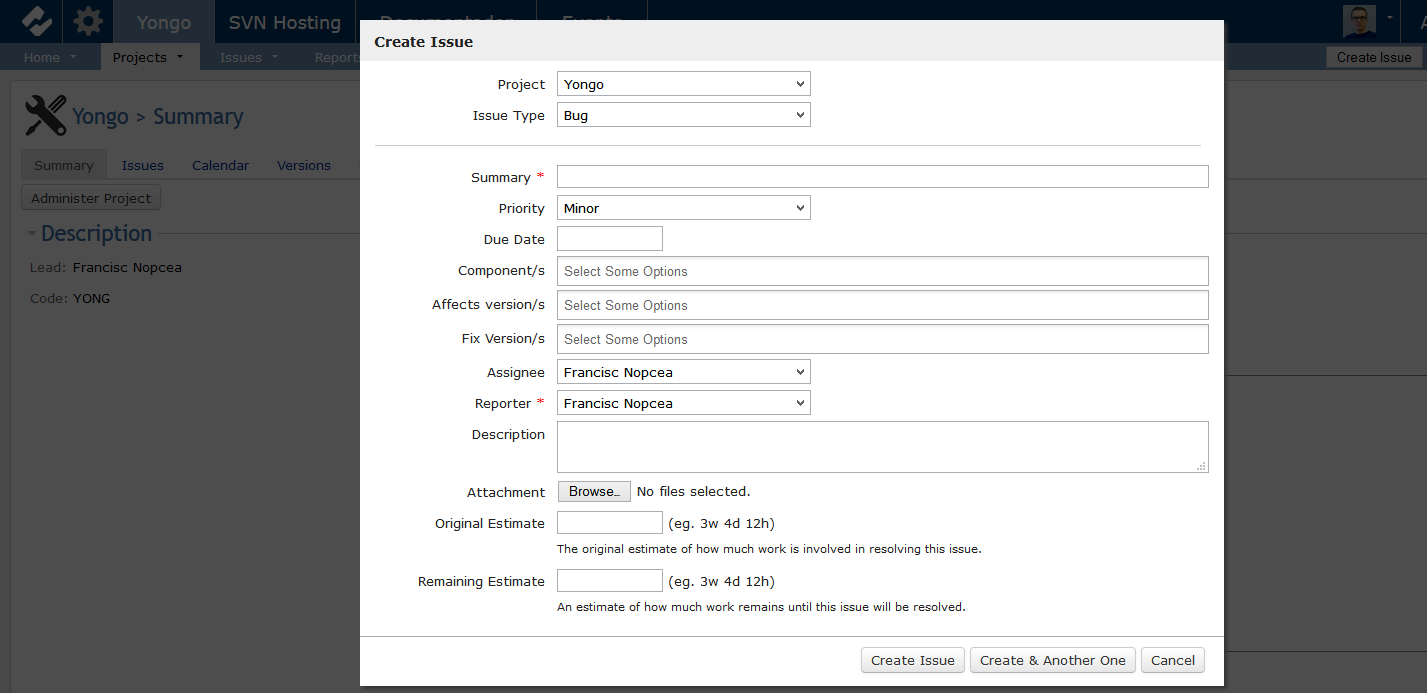 Yongo SVN Hosting Documentador Events
Home Projects Issues Reports Create Issue
Yongo > Summary
Summary Issues Calendar Versions
Administer Project
Description
Lead: Francisc Nopcea
Code: YONG
Create Issue
Project Yongo
Issue Type Bug
Summary *
Priority Minor
Due Date
Component/s Select Some Options
Affects version/s Select Some Options
Fix Version/s Select Some Options
Assignee Francisc Nopcea
Reporter * Francisc Nopcea
Description
Attachment Browse… No files selected.
Original Estimate (eg. 3w 4d 12h)
The original estimate of how much work is involved in resolving this issue.
Remaining Estimate (eg. 3w 4d 12h)
An estimate of how much work remains until this issue will be resolved.
Create Issue Create & Another One Cancel